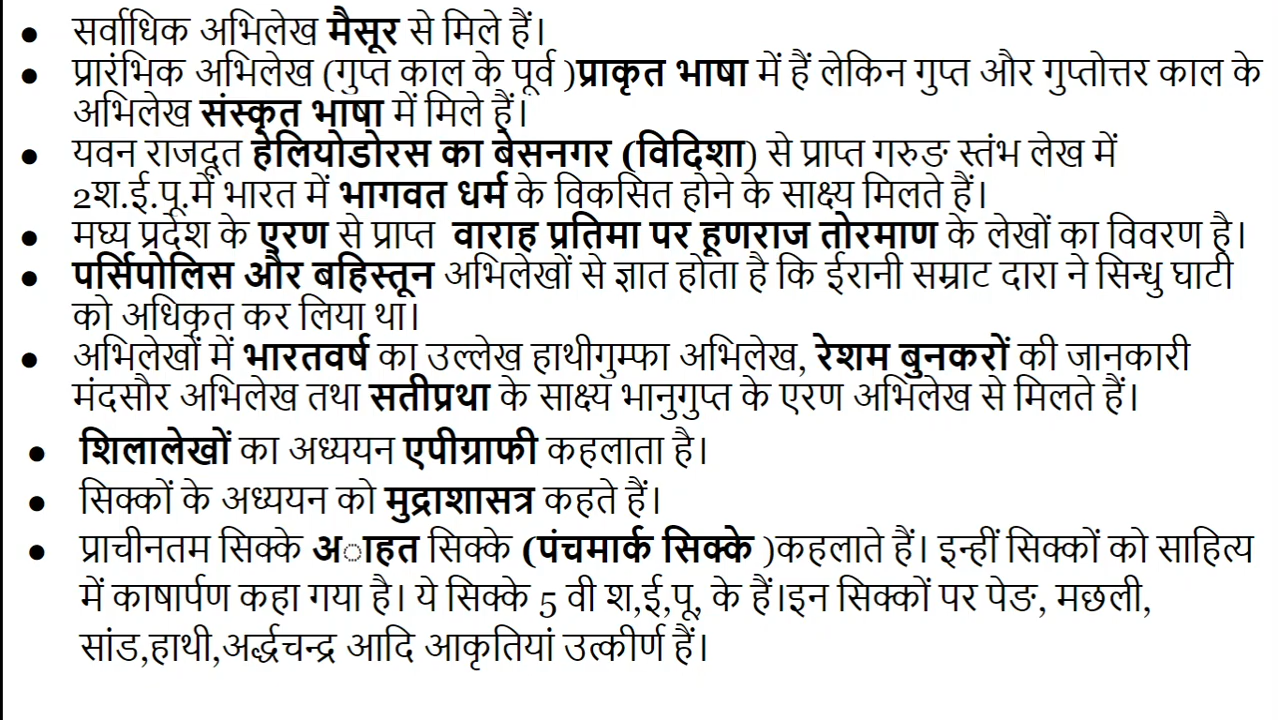 ● सर्वाधिक अभिलेख मैसूर से मिले हैं।
● प्रारंभिक अभिलेख (गुप्त काल के पूर्व )प्राकृत भाषा में हैं लेकिन गुप्त और गुप्तोत्तर काल के
अभिलेख संस्कृत भाषा में मिले हैं।
● यवन राजदूत हेलियोडोरस का बेसनगर (विदिशा) से प्राप्त गरुङ स्तंभ लेख में
2श.ई.पू.में भारत में भागवत धर्म के विकसित होने के साक्ष्य मिलते हैं।
● मध्य प्रदेश के एरण से प्राप्त वाराह प्रतिमा पर हूणराज तोरमाण के लेखों का विवरण है।
● पर्सिपोलिस और बहिस्तून अभिलेखों से ज्ञात होता है कि ईरानी सम्राट दारा ने सिन्धु घाटी
को अधिकृत कर लिया था।
● अभिलेखों में भारतवर्ष का उल्लेख हाथीगुम्फा अभिलेख, रेशम बुनकरों की जानकारी
मंदसौर अभिलेख तथा सतीप्रथा के साक्ष्य भानुगुप्त के एरण अभिलेख से मिलते हैं।
● शिलालेखों का अध्ययन एपीग्राफी कहलाता है।
● सिक्कों के अध्ययन को मुद्राशासत्र कहते हैं।
● प्राचीनतम सिक्के अाहत सिक्के (पंचमार्क सिक्के )कहलाते हैं। इन्हीं सिक्कों को साहित्य
में काषार्पण कहा गया है। ये सिक्के 5 वी श,ई,पू, के हैं।इन सिक्कों पर पेङ, मछली,
सांड,हाथी,अर्द्धचन्द्र आदि आकृतियां उत्कीर्ण हैं।